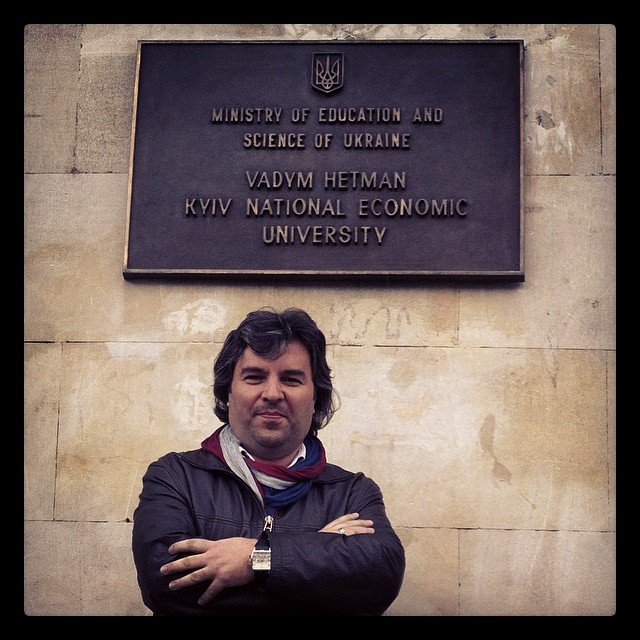 MINISTRY OF EDUCATION AND
SCIENCE OF UKRAINE
VADYM HETMAN
KYIV NATIONAL ECONOMIC
UNIVERSITY